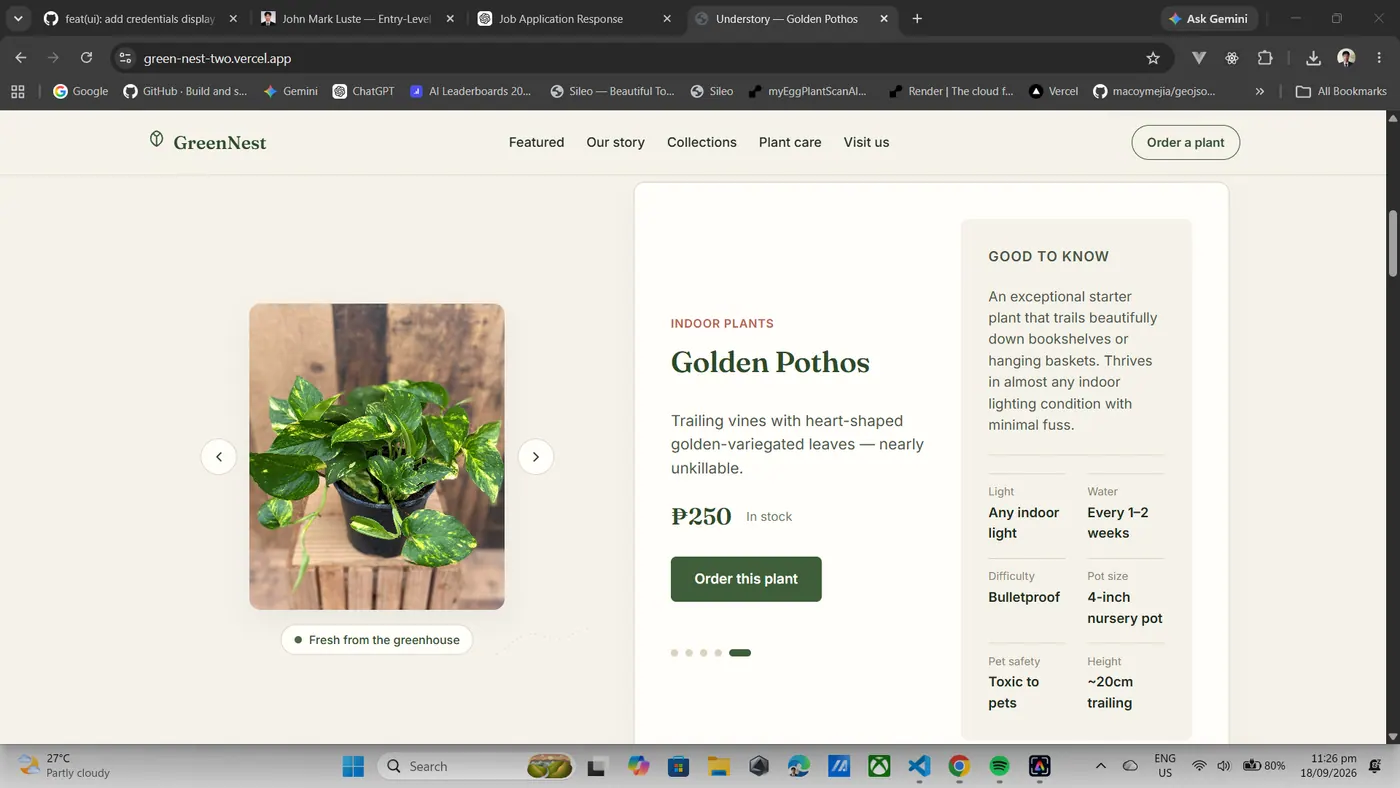 feat(ui): add credentials display
John Mark Luste — Entry-Level
Job Application Response
Understory — Golden Pothos
Ask Gemini
green-nest-two.vercel.app
Google
GitHub · Build and s...
Gemini
ChatGPT
AI Leaderboards 20...
Sileo — Beautiful To...
Sileo
myEggPlantScanAI...
Render | The cloud f...
Vercel
macoymejia/geojso...
All Bookmarks
GreenNest
Featured
Our story
Collections
Plant care
Visit us
Order a plant
Fresh from the greenhouse
INDOOR PLANTS
Golden Pothos
Trailing vines with heart-shaped
golden-variegated leaves — nearly
unkillable.
₱250
In stock
Order this plant
GOOD TO KNOW
An exceptional starter
plant that trails beautifully
down bookshelves or
hanging baskets. Thrives
in almost any indoor
lighting condition with
minimal fuss.
Light
Any indoor
light
Water
Every 1–2
weeks
Difficulty
Bulletproof
Pot size
4-inch
nursery pot
Pet safety
Toxic to
pets
Height
~20cm
trailing
27°C
Partly cloudy
Search
ENG
US
80%
11:26 pm
18/09/2026